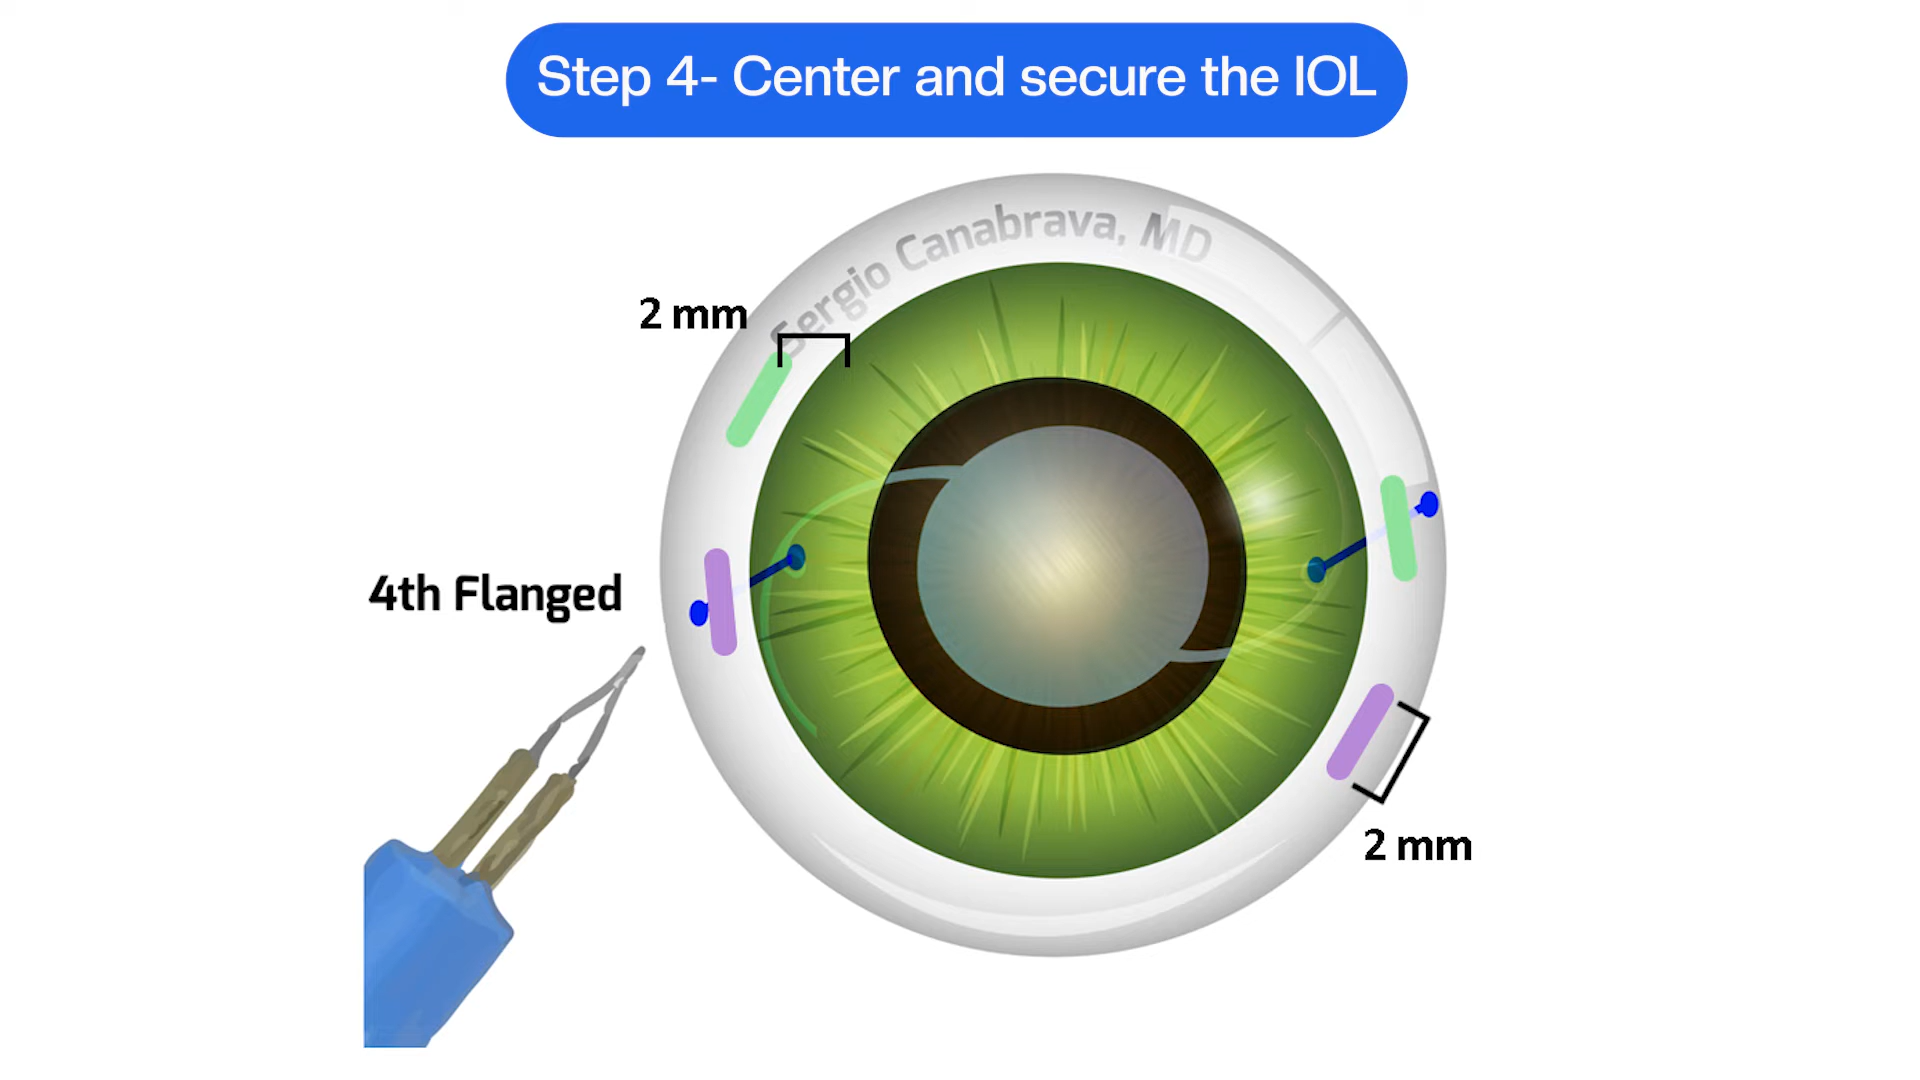 Step 4- Center and secure the IOL
Sergio Canabrava, MD
2 mm
4th Flanged
2 mm